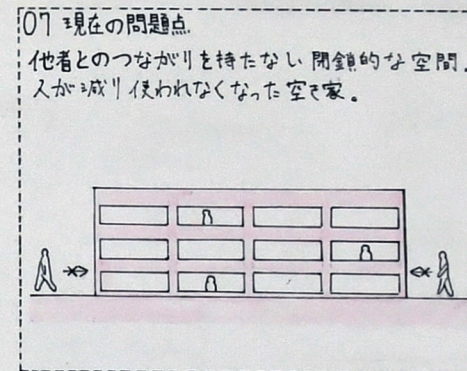 07 現在の問題点
他者とのつながりを持たない閉鎖的な空間。
人が減り使われなくなった空き家。